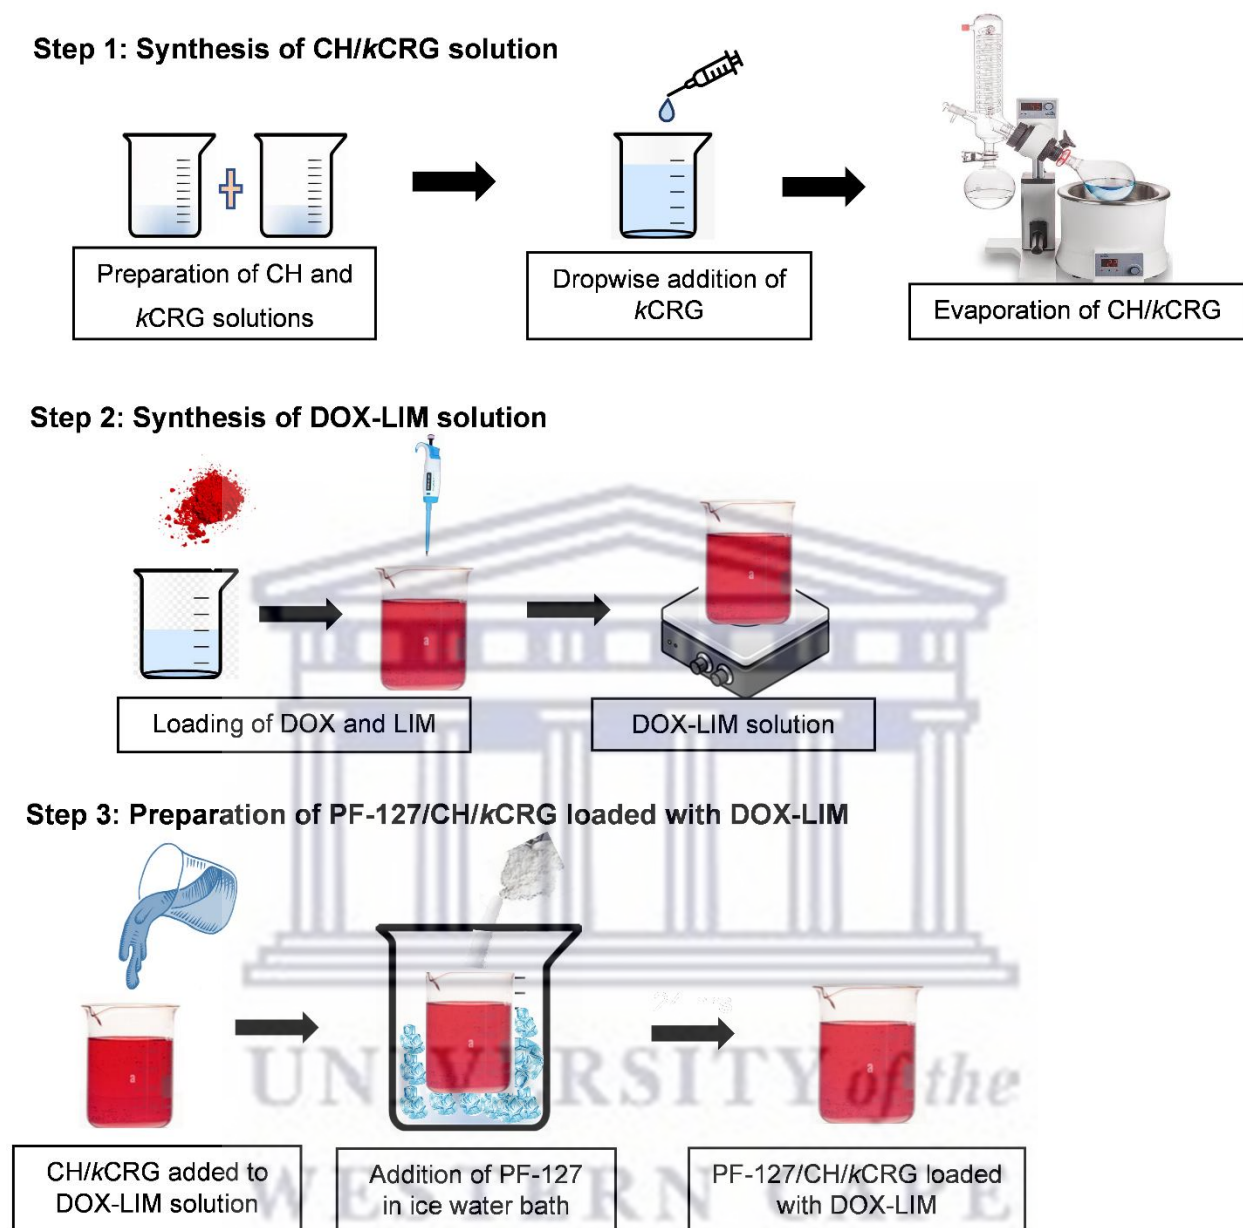 Step 1: Synthesis of CH/kCRG solution
Preparation of CH and
kCRG solutions
Dropwise addition of
kCRG
Evaporation of CH/kCRG
Step 2: Synthesis of DOX-LIM solution
a
a
Loading of DOX and LIM
DOX-LIM solution
Step 3: Preparation of PF-127/CH/kCRG loaded with DOX-LIM
a
a
a
UNIVERSITY of the
CH/kCRG added to
DOX-LIM solution
Addition of PF-127
in ice water bath
PF-127/CH/kCRG loaded
with DOX-LIM
WESTERN CAPE